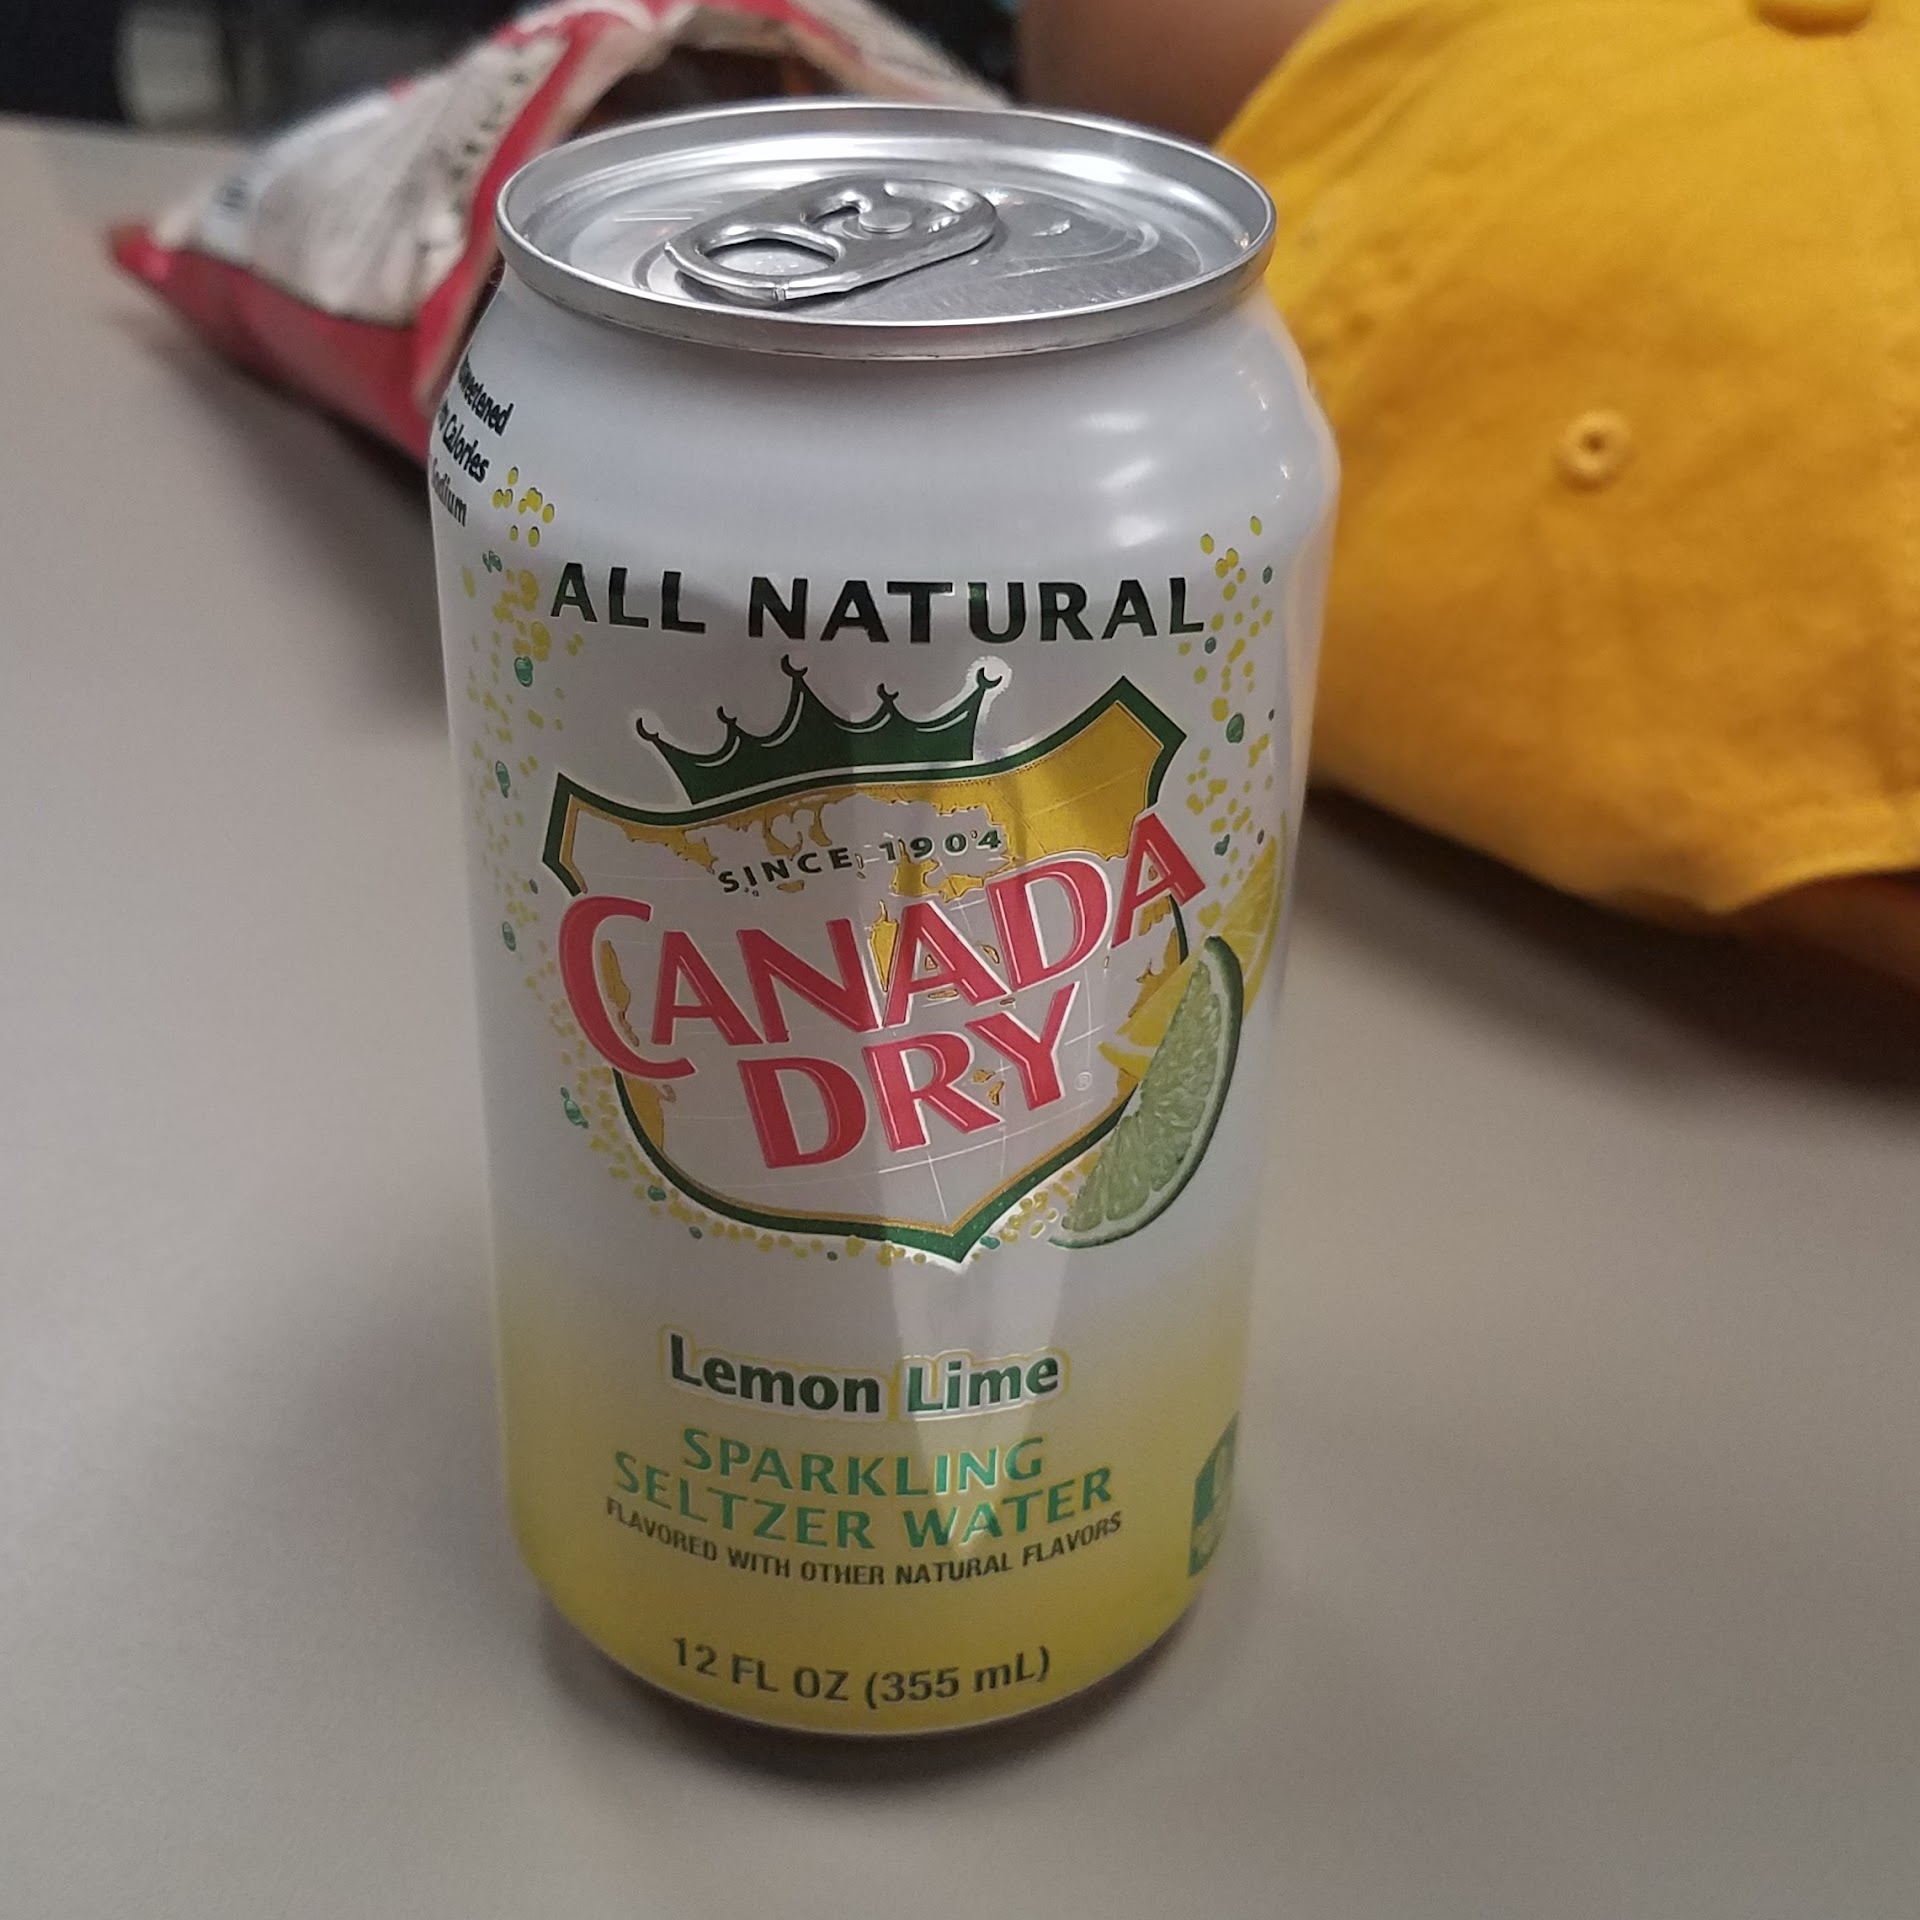 Calories
ALL NATURAL
SINCE 1904
CANADA
DRY®
Lemon Lime
SPARKLING
SELTZER WATER
FLAVORED WITH OTHER NATURAL FLAVORS
12 FL OZ (355 mL)